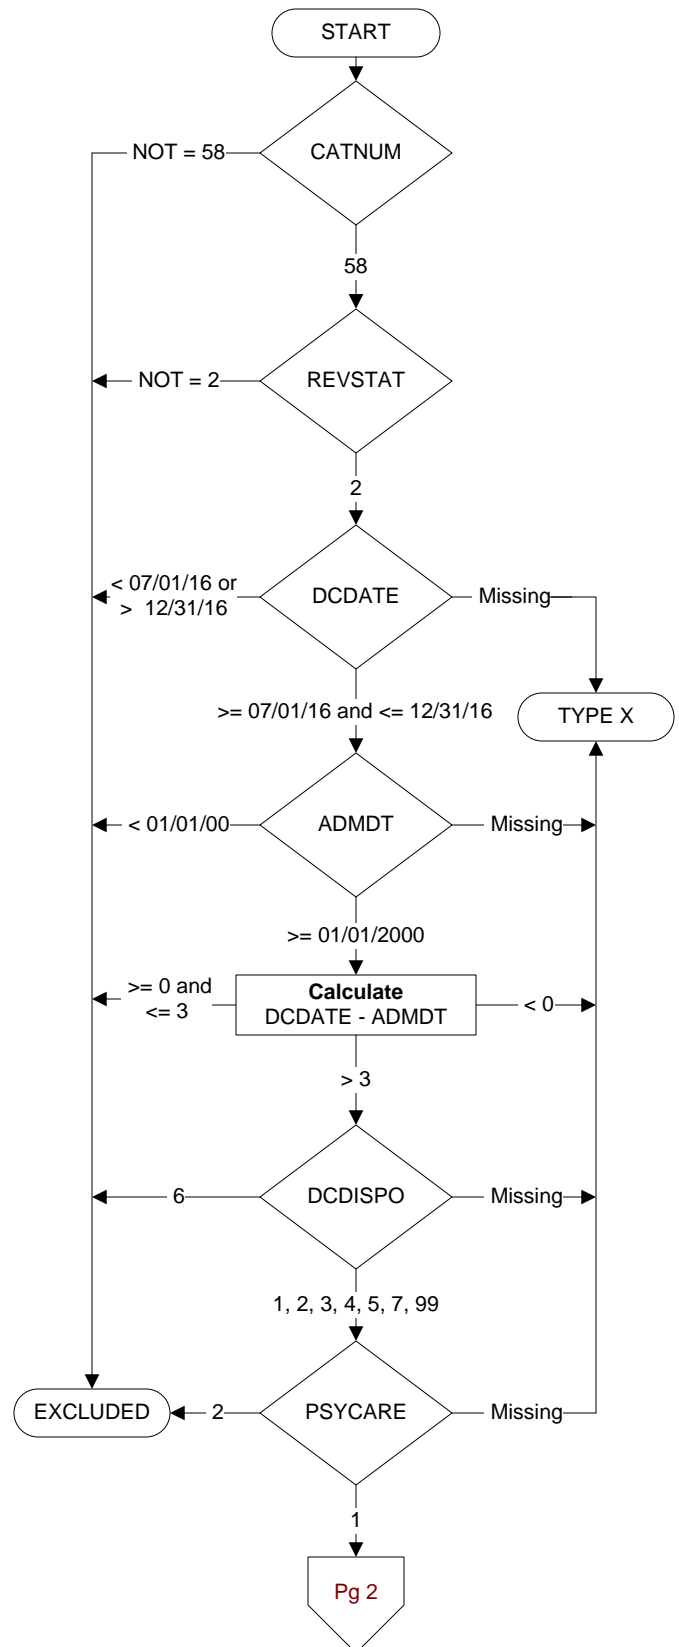 START
CATNUM
NOT = 58
58
REVSTAT
NOT = 2
2
< 07/01/16 or
> 12/31/16
DCDATE
Missing
>= 07/01/16 and <= 12/31/16
TYPE X
< 01/01/00
ADMDT
Missing
>= 01/01/2000
>= 0 and
<= 3
Calculate
DCDATE - ADMDT
< 0
> 3
6
DCDISPO
Missing
1, 2, 3, 4, 5, 7, 99
EXCLUDED
2
PSYCARE
Missing
1
Pg 2